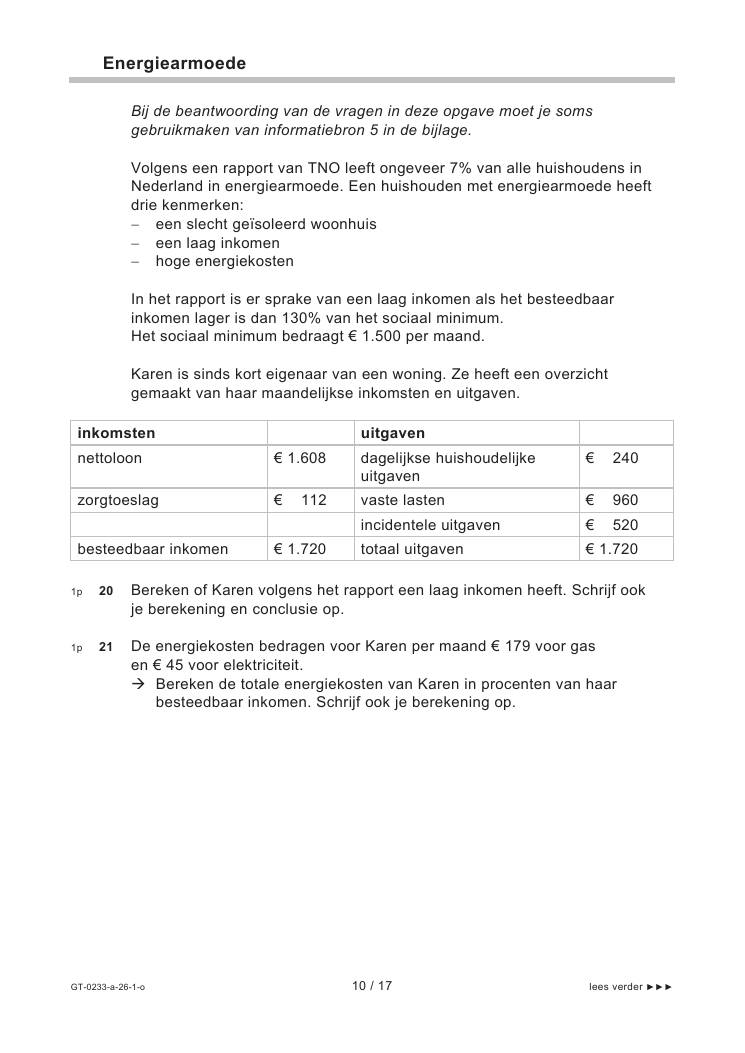 Energiearmoede
Bij de beantwoording van de vragen in deze opgave moet je soms
gebruikmaken van informatiebron 5 in de bijlage.
Volgens een rapport van TNO leeft ongeveer 7% van alle huishoudens in
Nederland in energiearmoede. Een huishouden met energiearmoede heeft
drie kenmerken:
– een slecht geïsoleerd woonhuis
– een laag inkomen
– hoge energiekosten
In het rapport is er sprake van een laag inkomen als het besteedbaar
inkomen lager is dan 130% van het sociaal minimum.
Het sociaal minimum bedraagt € 1.500 per maand.
Karen is sinds kort eigenaar van een woning. Ze heeft een overzicht
gemaakt van haar maandelijkse inkomsten en uitgaven.
inkomsten uitgaven
nettoloon € 1.608 dagelijkse huishoudelijke € 240
uitgaven
zorgtoeslag € 112 vaste lasten € 960
incidentele uitgaven € 520
besteedbaar inkomen € 1.720 totaal uitgaven € 1.720
1p 20 Bereken of Karen volgens het rapport een laag inkomen heeft. Schrijf ook
je berekening en conclusie op.
1p 21 De energiekosten bedragen voor Karen per maand € 179 voor gas
en € 45 voor elektriciteit.
→ Bereken de totale energiekosten van Karen in procenten van haar
besteedbaar inkomen. Schrijf ook je berekening op.
GT-0233-a-26-1-o 10 / 17 lees verder ►►►